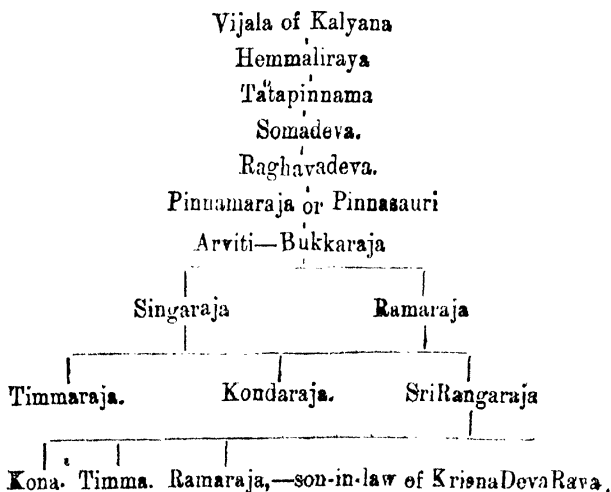 Vijala of Kalyana
Hemmaliraya
Tatapinnama
Somadeva.
Raghavadeva.
Pinnamaraja or Pinnasauri
Arviti—Bukkaraja
Singaraja Ramaraja
Timmaraja. Kondaraja. SriRangaraja
Kona. Timma. Ramaraja,—son-in-law of KrisnaDevaRaya.